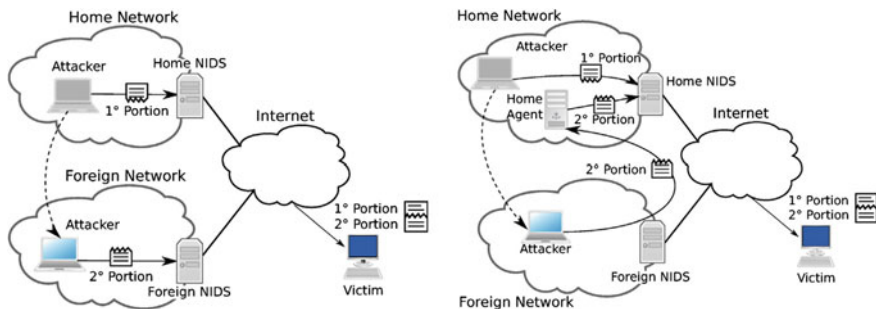 Home Network
Attacker
Home NIDS
1° Portion
Internet
Foreign Network
Attacker
2° Portion
Foreign NIDS
1° Portion
2° Portion
Victim
Home Network
Attacker
1° Portion
Home NIDS
Home
Agent
2° Portion
Internet
2° Portion
1° Portion
2° Portion
Attacker
Foreign NIDS
Victim
Foreign Network